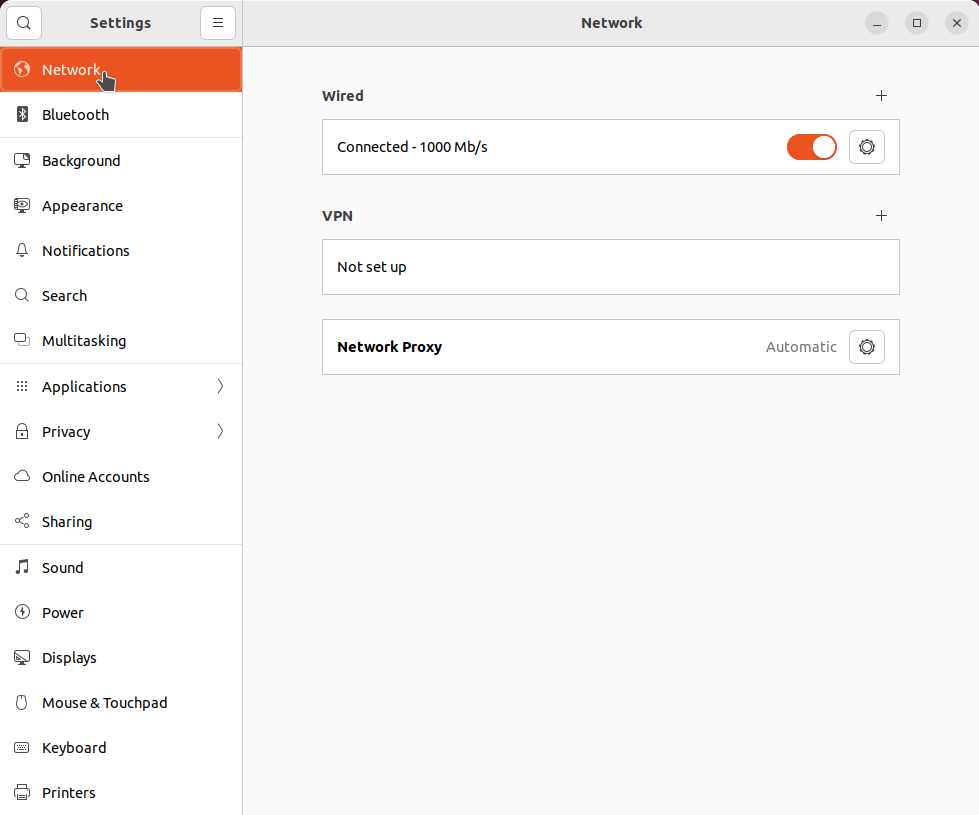 Settings
Network
Network
Bluetooth
Background
Appearance
Notifications
Search
Multitasking
Applications
Privacy
Online Accounts
Sharing
Sound
Power
Displays
Mouse & Touchpad
Keyboard
Printers
Wired
Connected - 1000 Mb/s
VPN
Not set up
Network Proxy Automatic